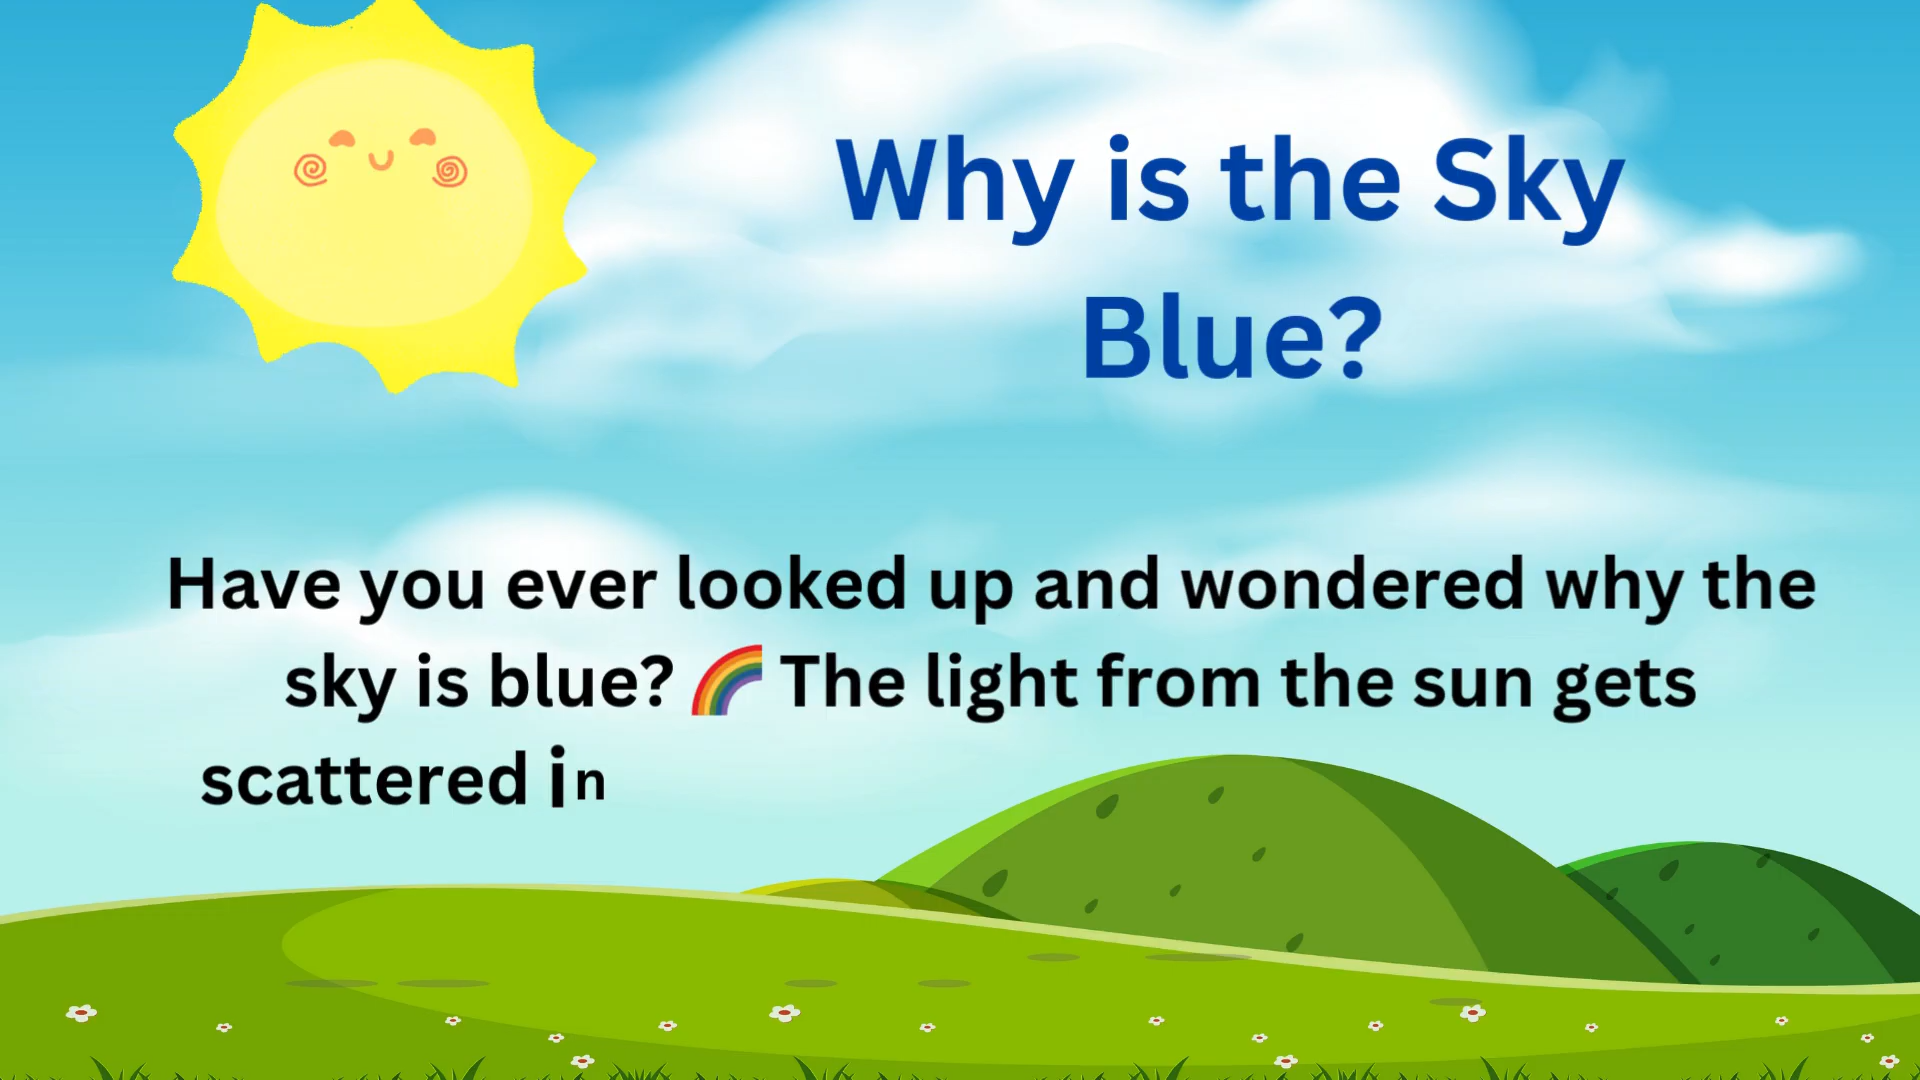 Why is the Sky
Blue?
Have you ever looked up and wondered why the
sky is blue? 🌈 The light from the sun gets
scattered in